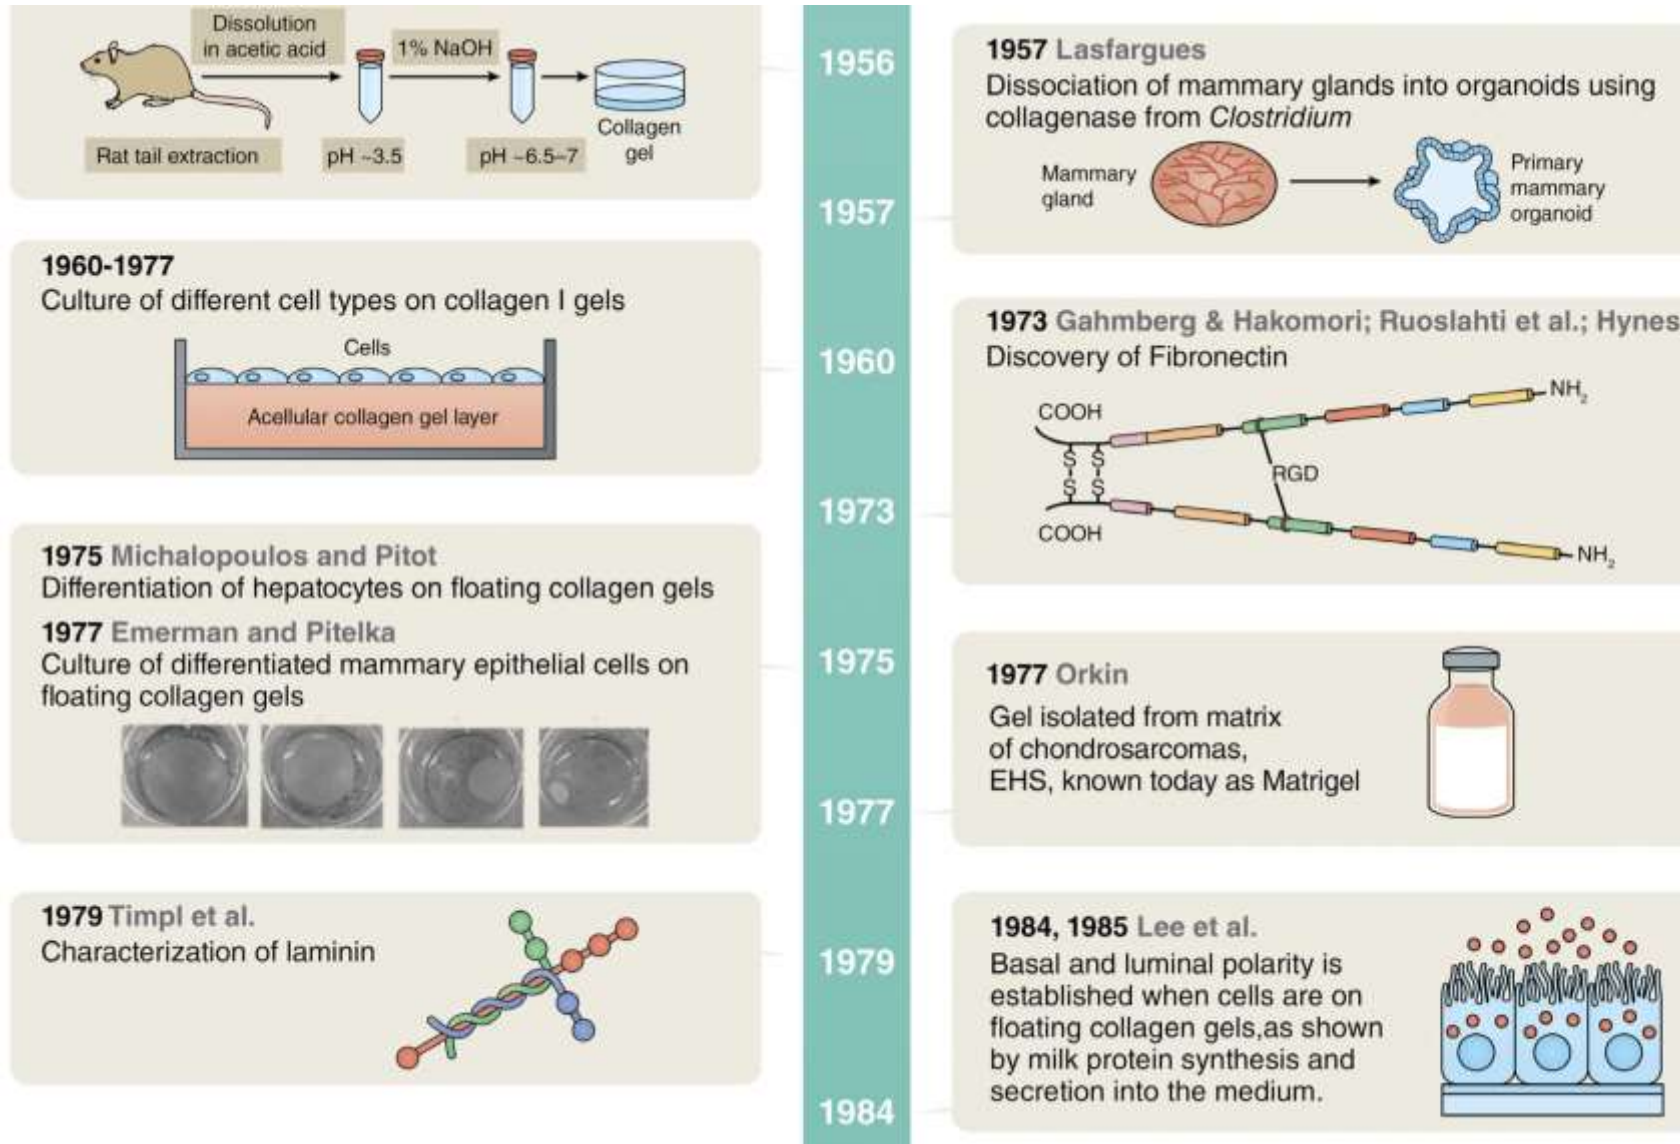 Dissolution
in acetic acid
1% NaOH
Rat tail extraction
pH ~3.5
pH ~6.5–7
Collagen
gel
1956
1957 Lasfargues
Dissociation of mammary glands into organoids using
collagenase from Clostridium
Mammary
gland
Primary
mammary
organoid
1957
1960-1977
Culture of different cell types on collagen I gels
Cells
Acellular collagen gel layer
1960
1973 Gahmberg & Hakomori; Ruoslahti et al.; Hynes
Discovery of Fibronectin
COOH
NH2
S S
S S
RGD
COOH
NH2
1973
1975 Michalopoulos and Pitot
Differentiation of hepatocytes on floating collagen gels
1977 Emerman and Pitelka
Culture of differentiated mammary epithelial cells on
floating collagen gels
1975
1977 Orkin
Gel isolated from matrix
of chondrosarcomas,
EHS, known today as Matrigel
1977
1979 Timpl et al.
Characterization of laminin
1979
1984, 1985 Lee et al.
Basal and luminal polarity is
established when cells are on
floating collagen gels,as shown
by milk protein synthesis and
secretion into the medium.
1984